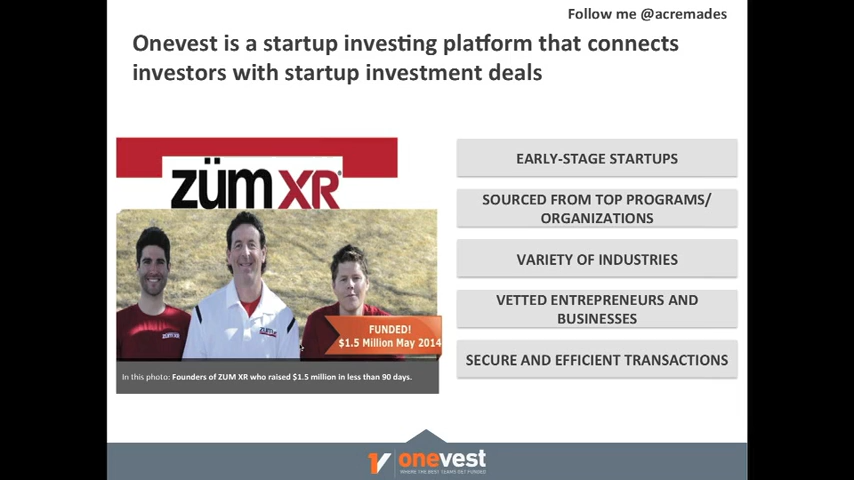 Follow me @acremades
Onevest is a startup investing platform that connects
investors with startup investment deals
züm XR®
EARLY-STAGE STARTUPS
SOURCED FROM TOP PROGRAMS/
ORGANIZATIONS
VARIETY OF INDUSTRIES
VETTED ENTREPRENEURS AND
BUSINESSES
SECURE AND EFFICIENT TRANSACTIONS
FUNDED!
$1.5 Million May 2014
In this photo: Founders of ZUM XR who raised $1.5 million in less than 90 days.
onevest
WHERE THE BEST TEAMS GET FUNDED